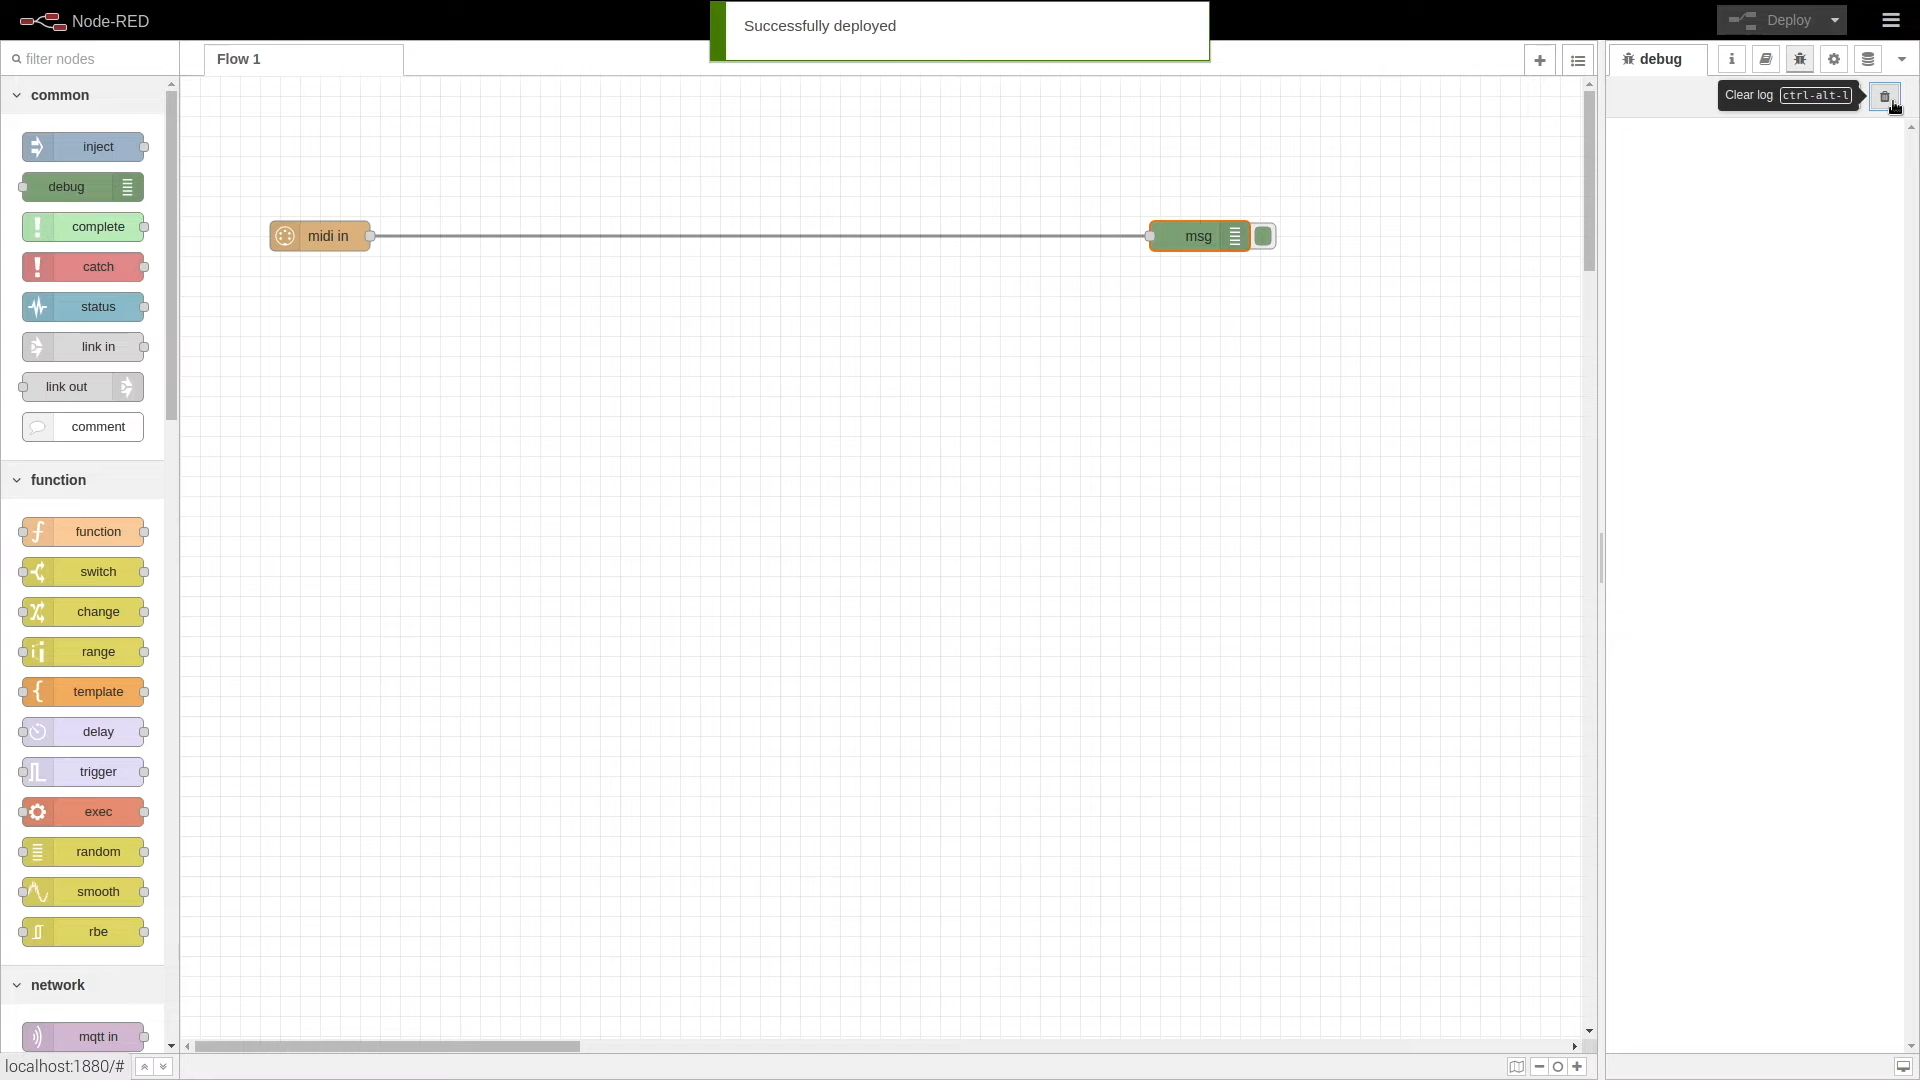 Node-RED
Successfully deployed
Deploy
filter nodes
Flow 1
debug
Clear log ctrl-alt-l
common
inject
debug
complete
catch
status
link in
link out
comment
midi in
msg
function
function
switch
change
range
template
delay
trigger
exec
random
smooth
rbe
network
mqtt in
localhost:1880/#